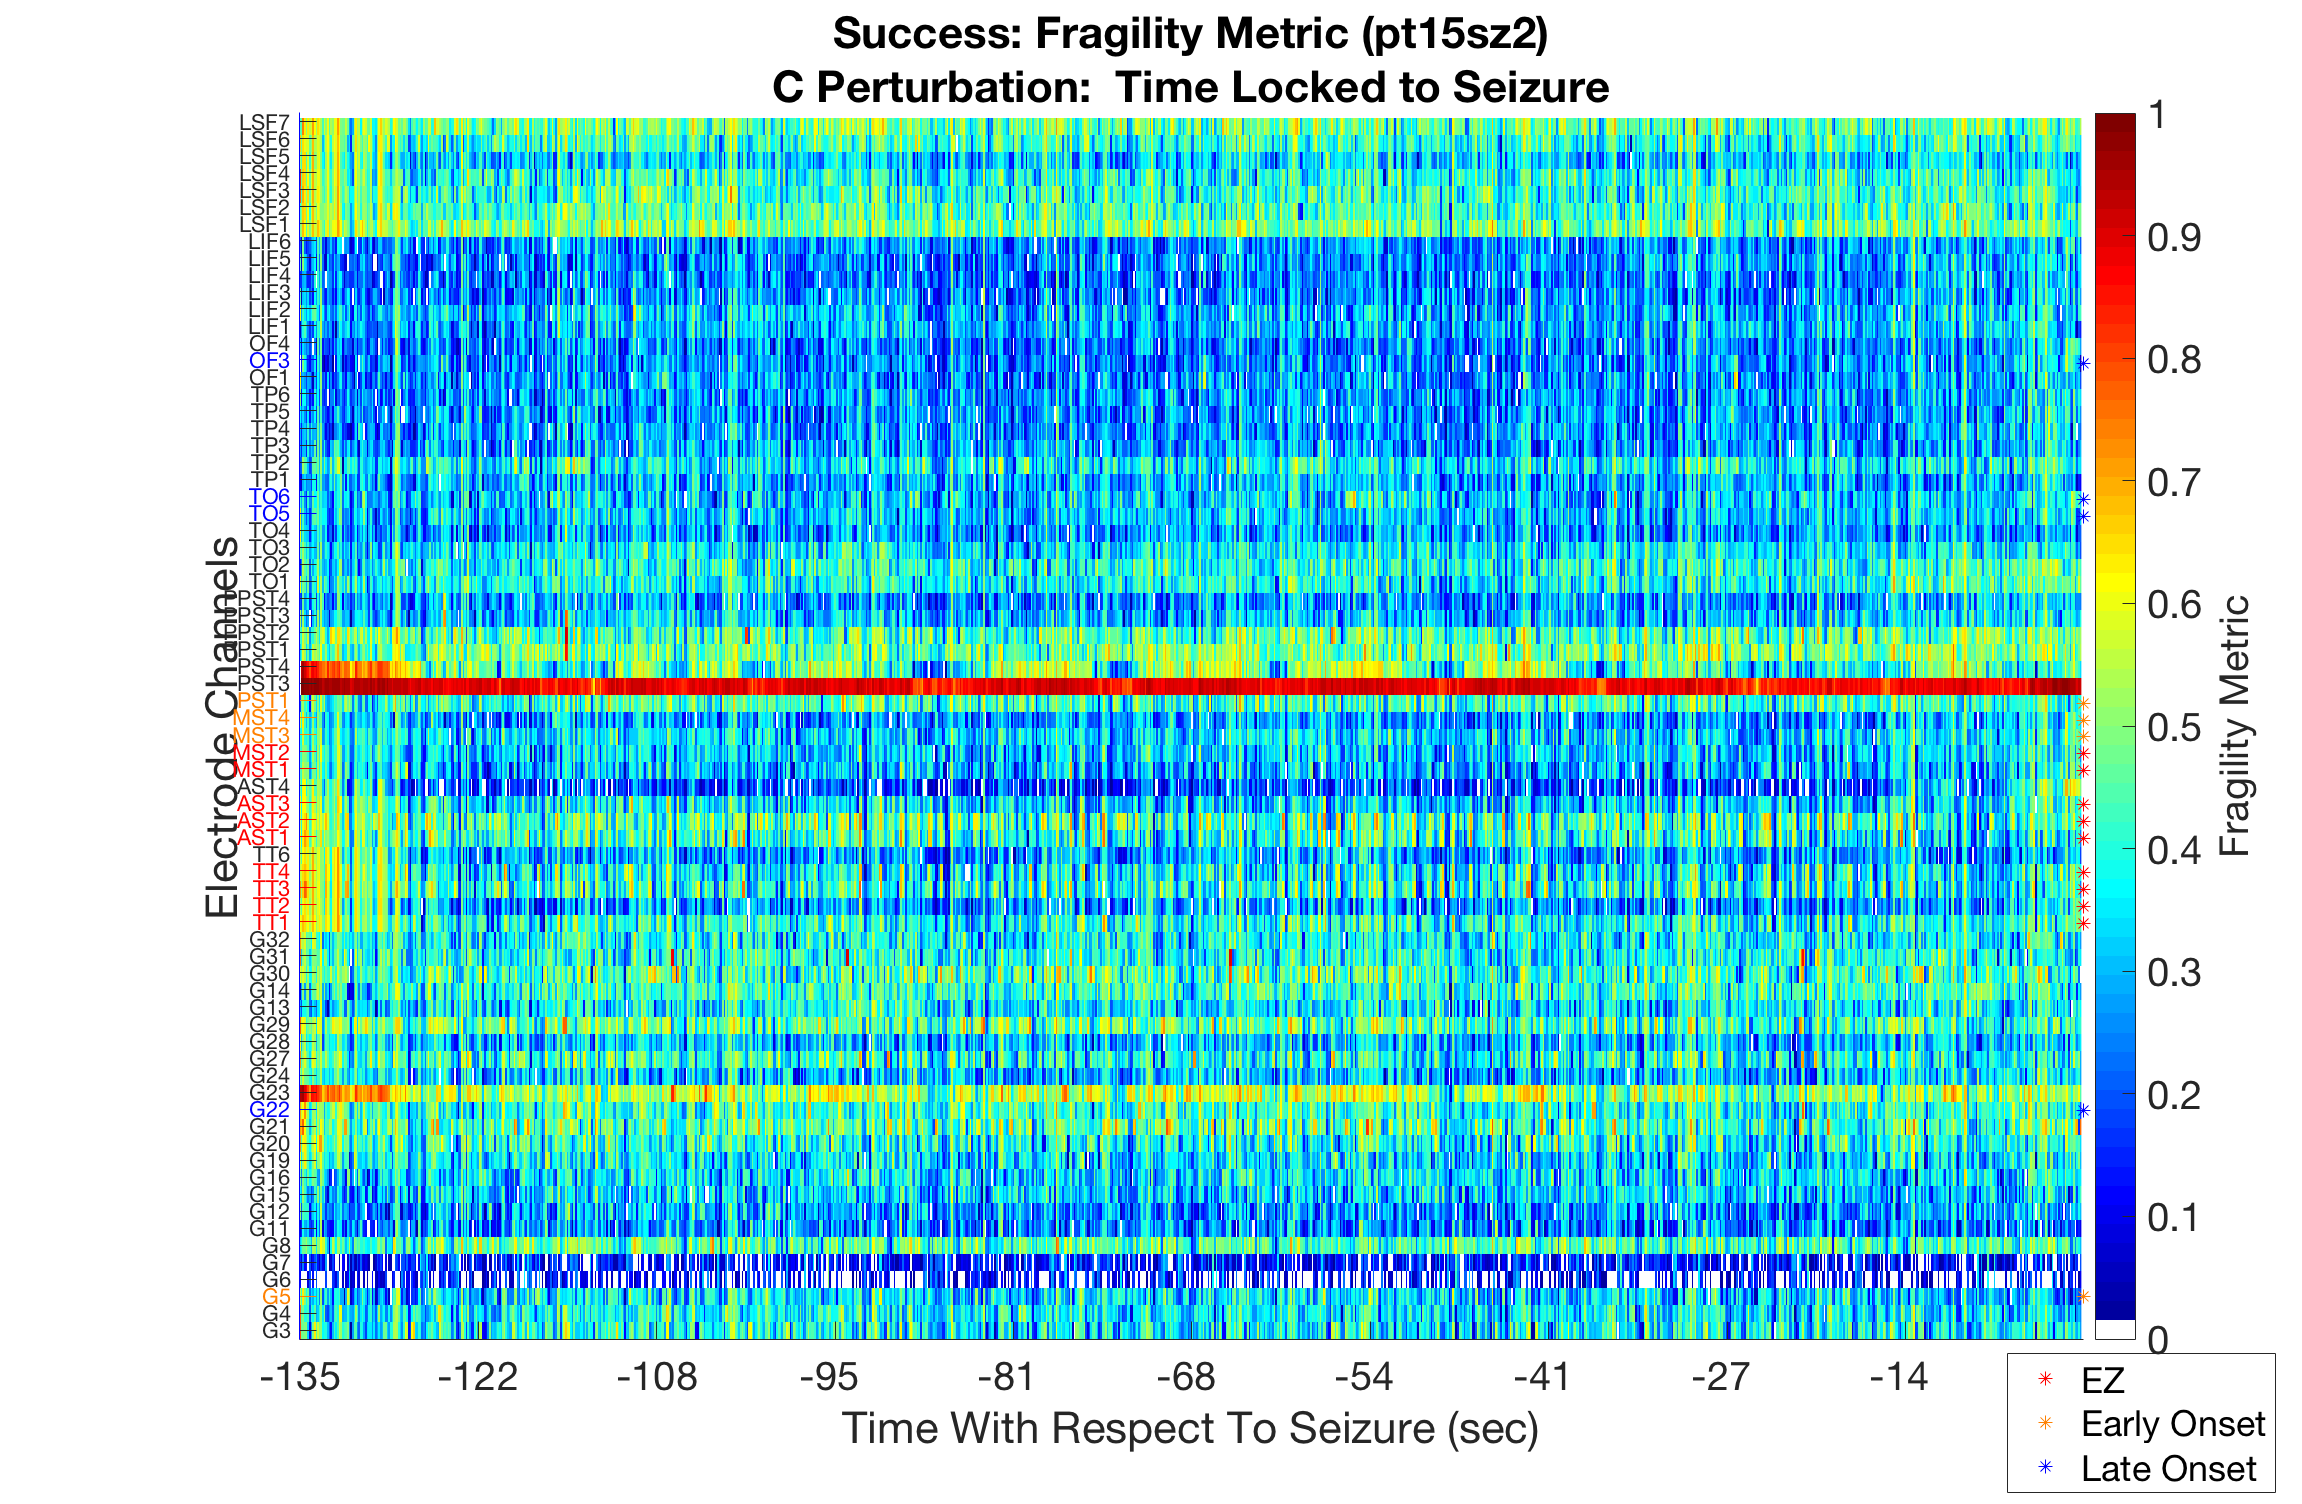 Success: Fragility Metric (pt15sz2)
C Perturbation:  Time Locked to Seizure
Electrode Channels
LSF7
LSF6
LSF5
LSF4
LSF3
LSF2
LSF1
LIF6
LIF5
LIF4
LIF3
LIF2
LIF1
OF4
OF3
OF1
TP6
TP5
TP4
TP3
TP2
TP1
TO6
TO5
TO4
TO3
TO2
TO1
PPST4
PPST3
PPST2
PPST1
PST4
PST3
PST1
MST4
MST3
MST2
MST1
AST4
AST3
AST2
AST1
TT6
TT4
TT3
TT2
TT1
G32
G31
G30
G14
G13
G29
G28
G27
G24
G23
G22
G21
G20
G19
G16
G15
G12
G11
G8
G7
G6
G5
G4
G3
-135 -122 -108 -95 -81 -68 -54 -41 -27 -14
Time With Respect To Seizure (sec)
1
0.9
0.8
0.7
0.6
0.5
0.4
0.3
0.2
0.1
0
Fragility Metric
EZ
Early Onset
Late Onset